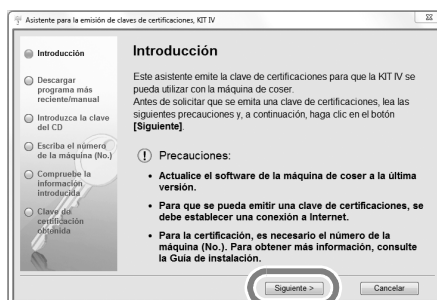 Asistente para la emisión de claves de certificaciones, KIT IV
Introducción
Descargar
programa más
reciente/manual
Introduzca la clave
del CD
Escriba el número
de la máquina (No.)
Compruebe la
información
introducida
Clave de
certificación
obtenida
Introducción
Este asistente emite la clave de certificaciones para que la KIT IV se
pueda utilizar con la máquina de coser.
Antes de solicitar que se emita una clave de certificaciones, lea las
siguientes precauciones y, a continuación, haga clic en el botón
[Siguiente].
Precauciones:
• Actualice el software de la máquina de coser a la última
versión.
• Para que se pueda emitir una clave de certificaciones, se
debe establecer una conexión a Internet.
• Para la certificación, es necesario el número de la
máquina (No.). Para obtener más información, consulte
la Guía de instalación.
Siguiente >
Cancelar